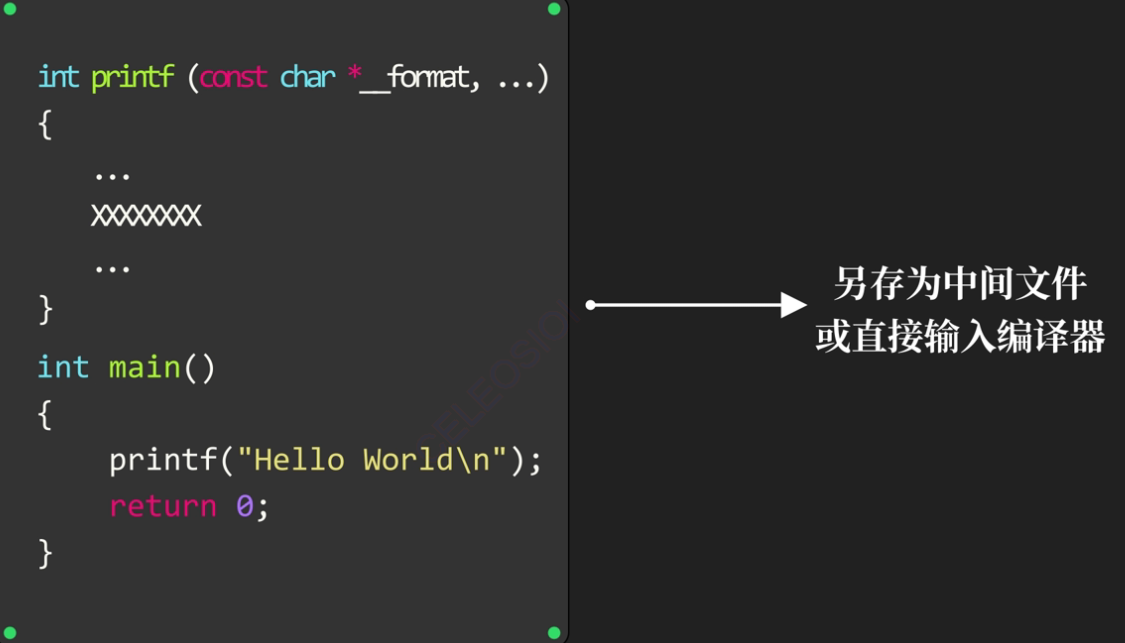 int printf (const char *__format, ...)
{
...
XXXXXXXX
...
}
int main()
{
printf("Hello World\n");
return 0;
}
另存为中间文件
或直接输入编译器